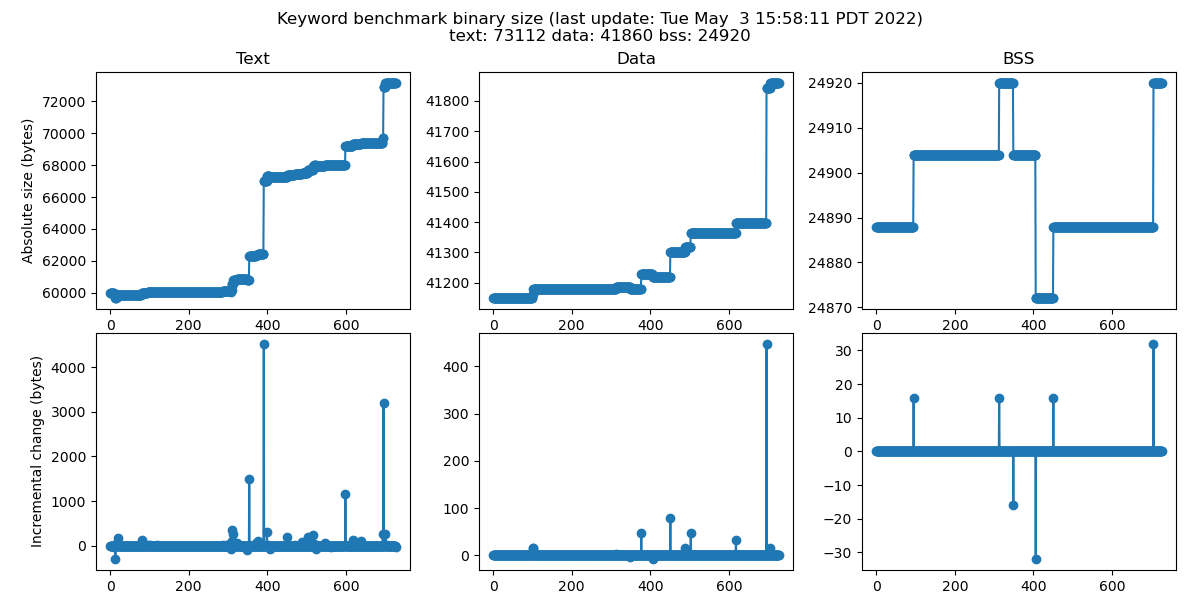 Keyword benchmark binary size (last update: Tue May  3 15:58:11 PDT 2022)
text: 73112 data: 41860 bss: 24920
Text
Absolute size (bytes)
72000
70000
68000
66000
64000
62000
60000
0 200 400 600
Data
41800
41700
41600
41500
41400
41300
41200
0 200 400 600
BSS
24920
24910
24900
24890
24880
24870
0 200 400 600
Incremental change (bytes)
4000
3000
2000
1000
0
0 200 400 600
400
300
200
100
0
0 200 400 600
30
20
10
0
−10
−20
−30
0 200 400 600